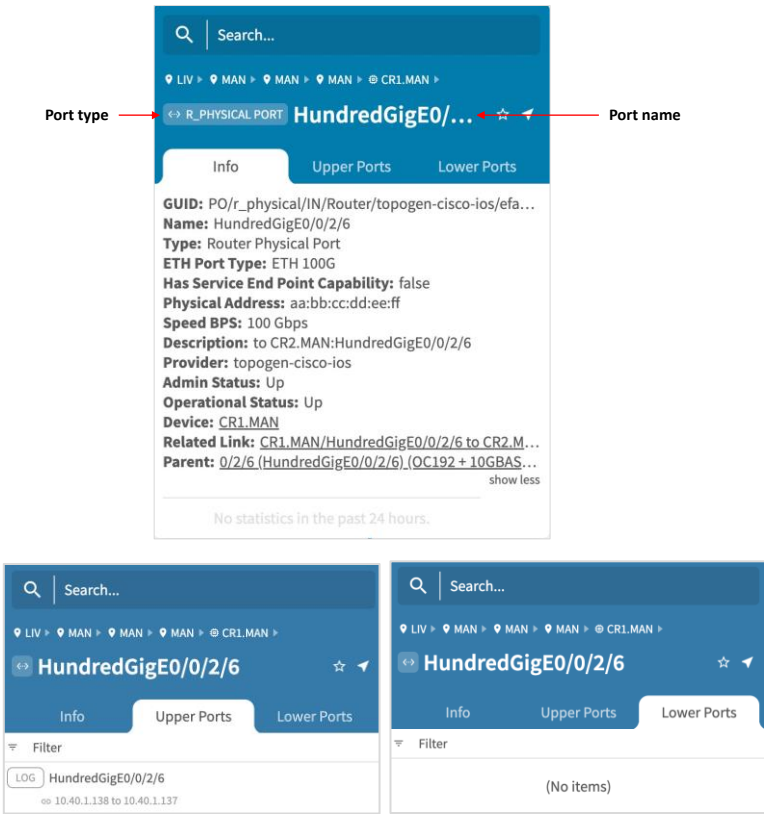 Search...
LIV MAN MAN MAN CR1.MAN
Port type R_PHYSICAL PORT HundredGigE0/... Port name
Info Upper Ports Lower Ports
GUID: PO/r_physical/IN/Router/topogen-cisco-ios/efa...
Name: HundredGigE0/0/2/6
Type: Router Physical Port
ETH Port Type: ETH 100G
Has Service End Point Capability: false
Physical Address: aa:bb:cc:dd:ee:ff
Speed BPS: 100 Gbps
Description: to CR2.MAN:HundredGigE0/0/2/6
Provider: topogen-cisco-ios
Admin Status: Up
Operational Status: Up
Device: CR1.MAN
Related Link: CR1.MAN/HundredGigE0/0/2/6 to CR2.M...
Parent: 0/2/6 (HundredGigE0/0/2/6) (OC192 + 10GBAS...
show less
No statistics in the past 24 hours.
Search...
LIV MAN MAN MAN CR1.MAN
HundredGigE0/0/2/6
Info Upper Ports Lower Ports
Filter
LOG HundredGigE0/0/2/6
10.40.1.138 to 10.40.1.137
Search...
LIV MAN MAN MAN CR1.MAN
HundredGigE0/0/2/6
Info Upper Ports Lower Ports
Filter
(No items)